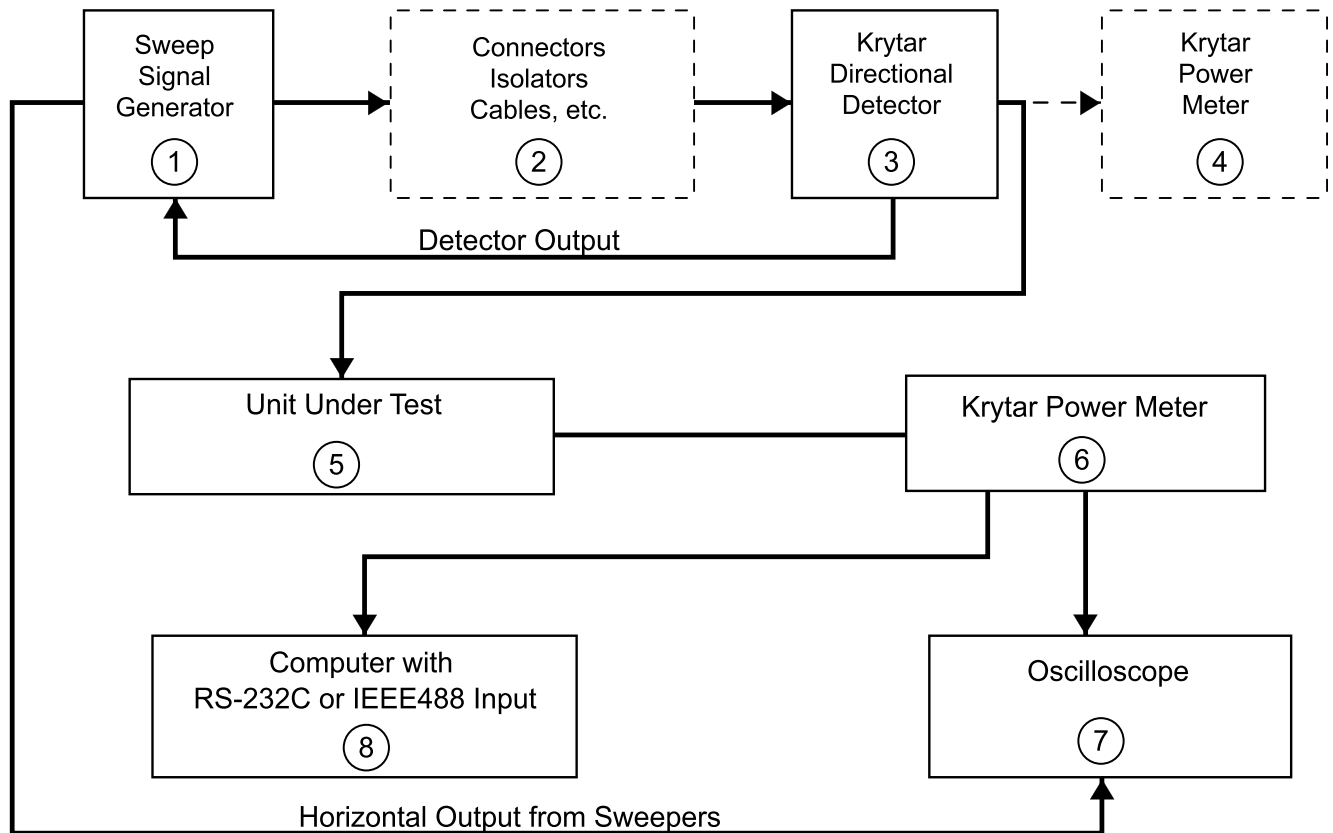 Sweep
Signal
Generator
1
Connectors
Isolators
Cables, etc.
2
Krytar
Directional
Detector
3
Krytar
Power
Meter
4
Detector Output
Unit Under Test
5
Krytar Power Meter
6
Computer with
RS-232C or IEEE488 Input
8
Oscilloscope
7
Horizontal Output from Sweepers